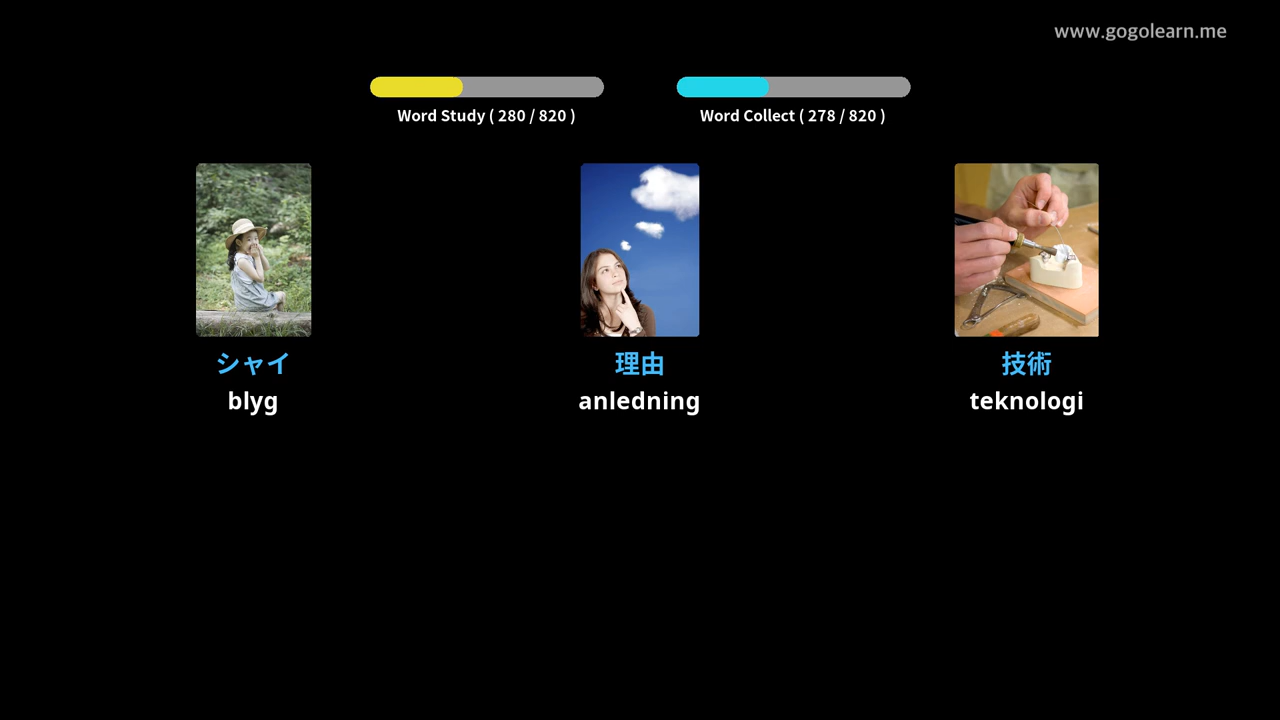 www.gogolearn.me
Word Study ( 280 / 820 )
Word Collect ( 278 / 820 )
シャイ
blyg
理由
anledning
技術
teknologi